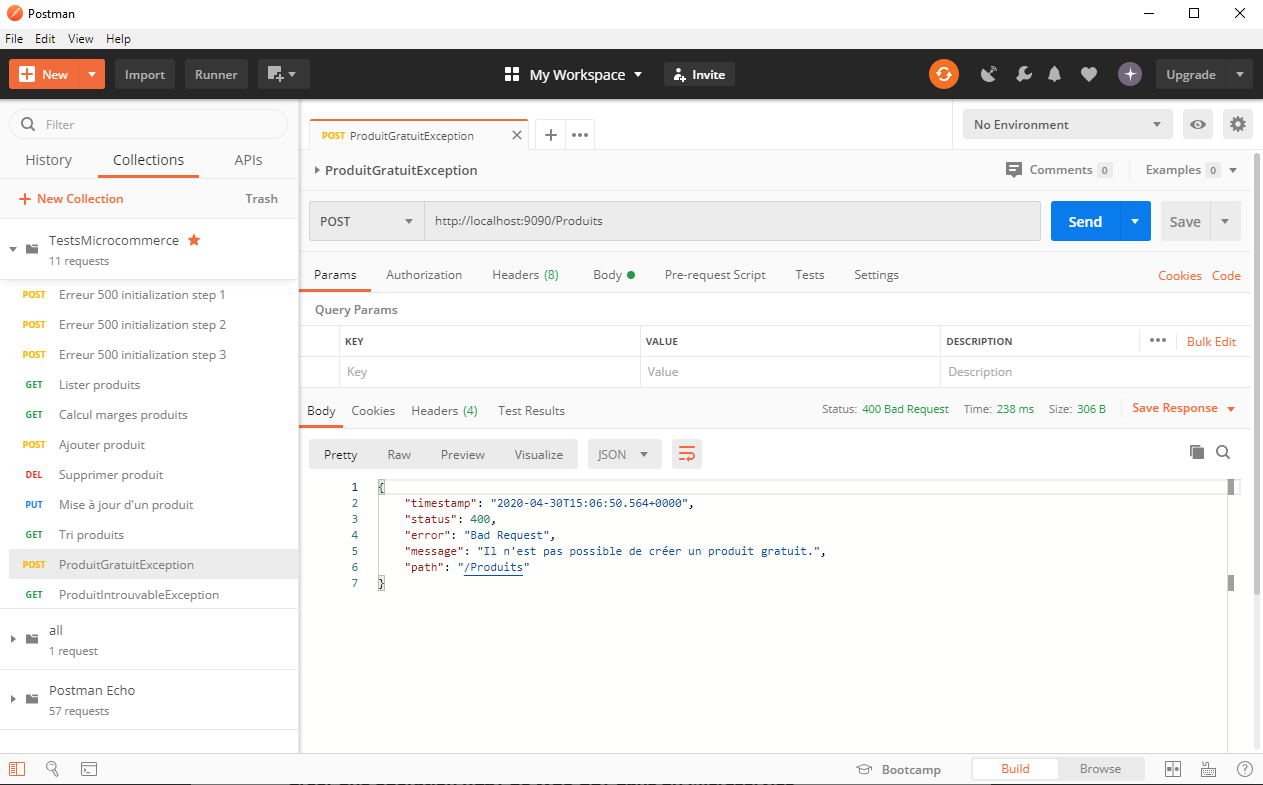 Postman
File Edit View Help
New Import Runner My Workspace Invite Upgrade
Filter
History Collections APIs
New Collection Trash
TestsMicrocommerce
11 requests
POST Erreur 500 initialization step 1
POST Erreur 500 initialization step 2
POST Erreur 500 initialization step 3
GET Lister produits
GET Calcul marges produits
POST Ajouter produit
DEL Supprimer produit
PUT Mise à jour d'un produit
GET Tri produits
POST ProduitGratuitException
GET ProduitIntrouvableException
all
1 request
Postman Echo
57 requests
POST ProduitGratuitException
No Environment
ProduitGratuitException
Comments 0 Examples 0
POST http://localhost:9090/Produits Send Save
Params Authorization Headers (8) Body Pre-request Script Tests Settings Cookies Code
Query Params
KEY VALUE DESCRIPTION Bulk Edit
Key Value Description
Body Cookies Headers (4) Test Results Status: 400 Bad Request Time: 238 ms Size: 306 B Save Response
Pretty Raw Preview Visualize JSON
1 {
2 "timestamp": "2020-04-30T15:06:50.564+0000",
3 "status": 400,
4 "error": "Bad Request",
5 "message": "Il n'est pas possible de créer un produit gratuit.",
6 "path": "/Produits"
7 }
Bootcamp Build Browse